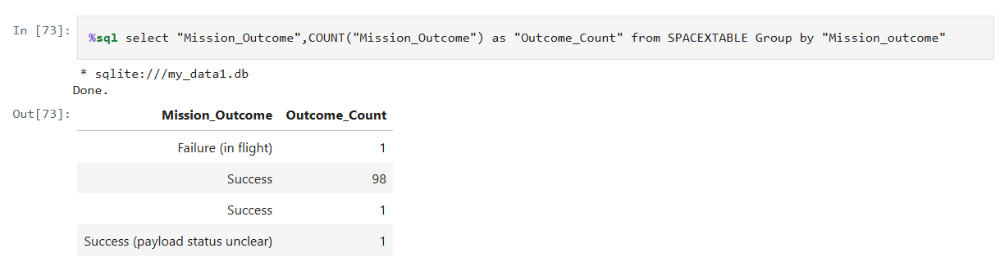 In [73]: %sql select "Mission_Outcome",COUNT("Mission_Outcome") as "Outcome_Count" from SPACEXTABLE Group by "Mission_outcome"
* sqlite:///my_data1.db
Done.
Out[73]: Mission_Outcome Outcome_Count
Failure (in flight) 1
Success 98
Success 1
Success (payload status unclear) 1